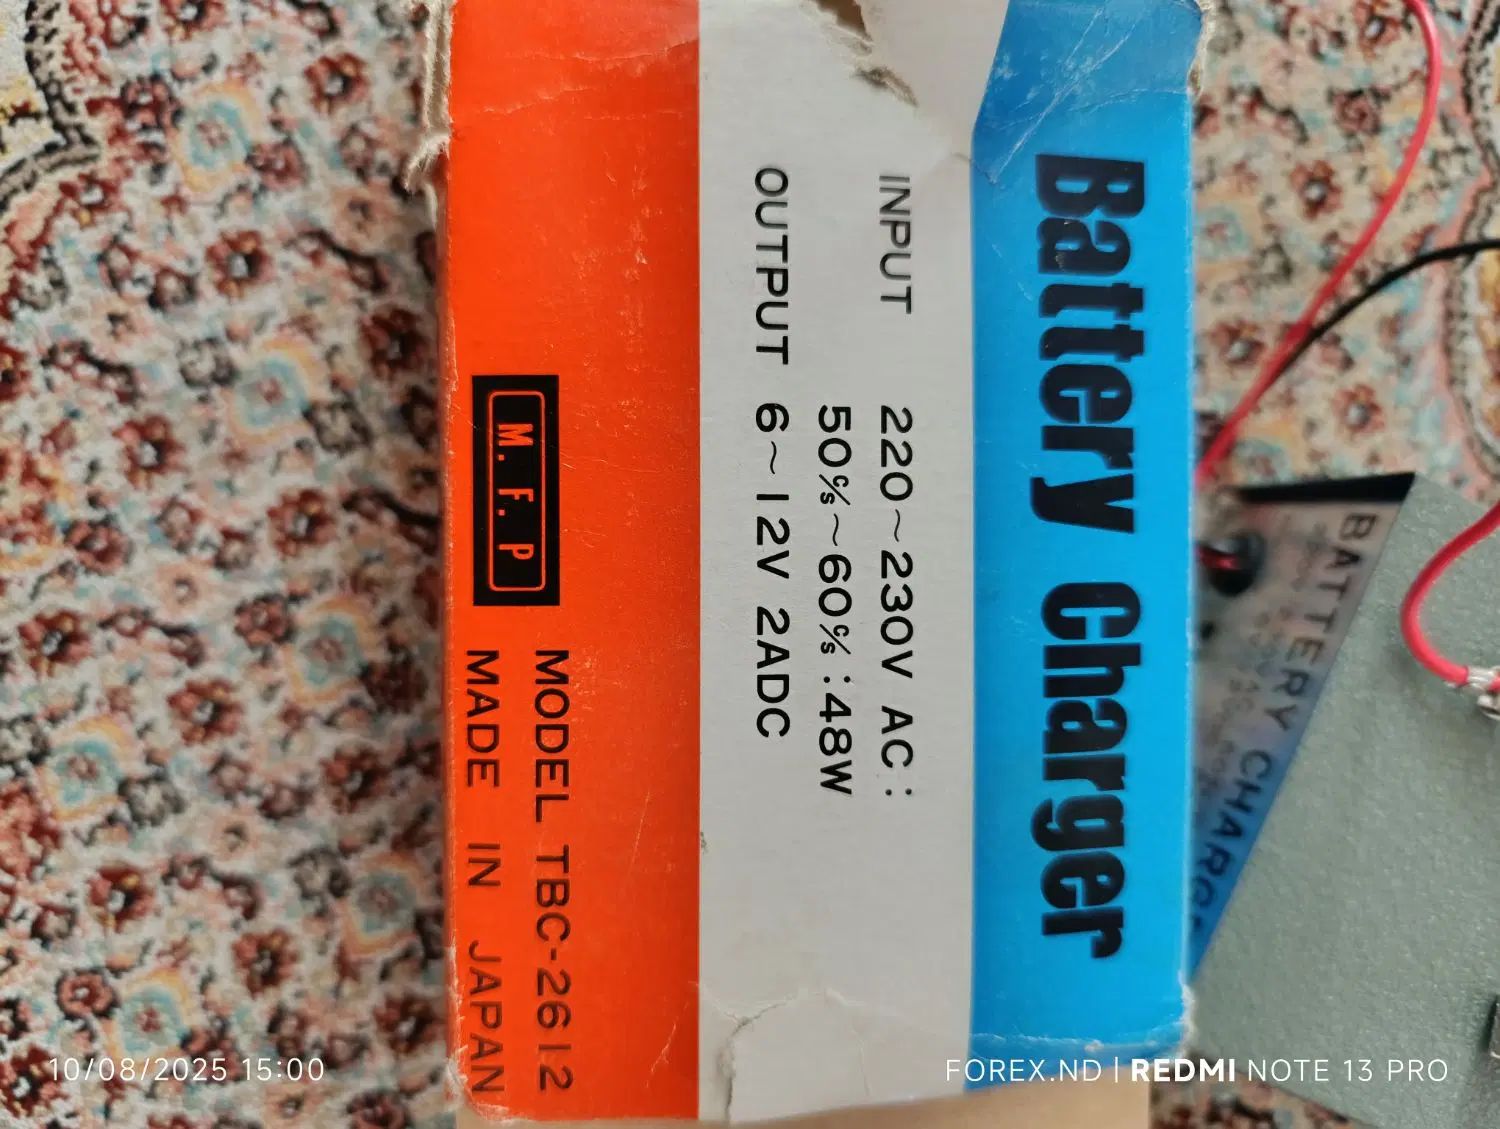 Battery Charger
INPUT 220~230V AC:
50c/s~60c/s:48W
OUTPUT 6~12V 2ADC
M. F. P
MODEL TBC-2612
MADE IN JAPAN
BATTERY CHARGE
10/08/2025 15:00
FOREX.ND | REDMI NOTE 13 PRO